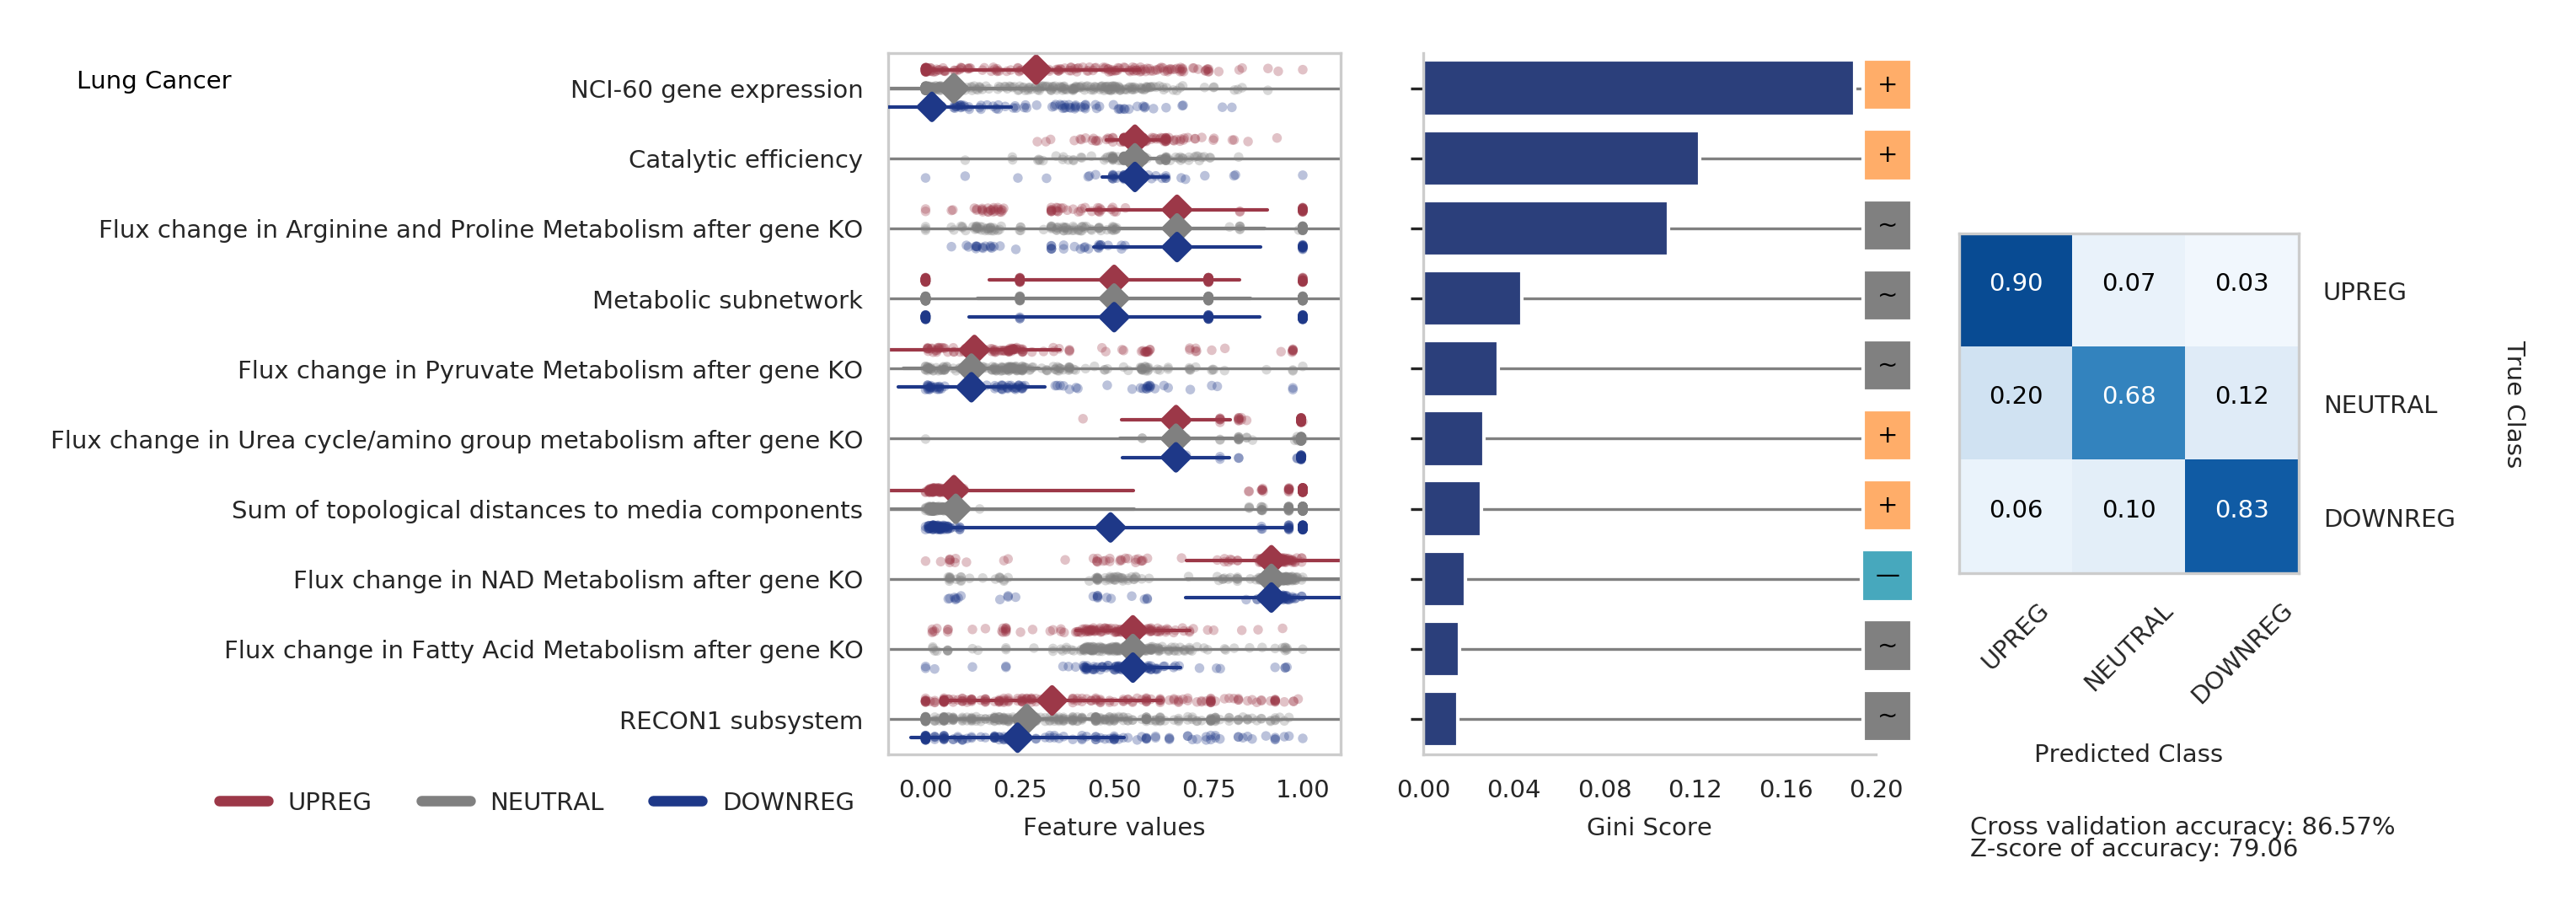 Lung Cancer
NCI-60 gene expression
Catalytic efficiency
Flux change in Arginine and Proline Metabolism after gene KO
Metabolic subnetwork
Flux change in Pyruvate Metabolism after gene KO
Flux change in Urea cycle/amino group metabolism after gene KO
Sum of topological distances to media components
Flux change in NAD Metabolism after gene KO
Flux change in Fatty Acid Metabolism after gene KO
RECON1 subsystem
UPREG NEUTRAL DOWNREG
0.00 0.25 0.50 0.75 1.00
Feature values
+
+
~
~
~
+
+
—
~
~
0.00 0.04 0.08 0.12 0.16 0.20
Gini Score
0.90 0.07 0.03 UPREG
0.20 0.68 0.12 NEUTRAL
0.06 0.10 0.83 DOWNREG
True Class
UPREG NEUTRAL DOWNREG
Predicted Class
Cross validation accuracy: 86.57%
Z-score of accuracy: 79.06